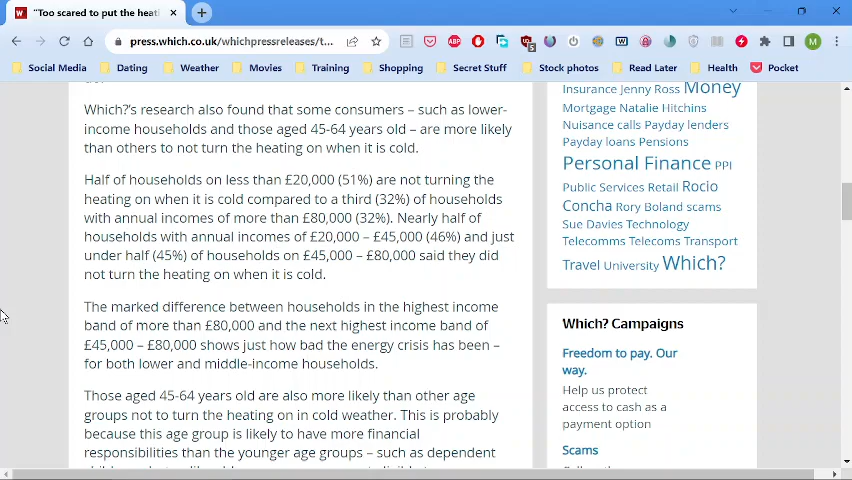 "Too scared to put the heat
press.which.co.uk/whichpressreleases/t...
ABP
5
W
M
Social Media
Dating
Weather
Movies
Training
Shopping
Secret Stuff
Stock photos
Read Later
Health
Pocket
Which?'s research also found that some consumers – such as lower-
income households and those aged 45-64 years old – are more likely
than others to not turn the heating on when it is cold.
Half of households on less than £20,000 (51%) are not turning the
heating on when it is cold compared to a third (32%) of households
with annual incomes of more than £80,000 (32%). Nearly half of
households with annual incomes of £20,000 – £45,000 (46%) and just
under half (45%) of households on £45,000 – £80,000 said they did
not turn the heating on when it is cold.
The marked difference between households in the highest income
band of more than £80,000 and the next highest income band of
£45,000 – £80,000 shows just how bad the energy crisis has been –
for both lower and middle-income households.
Those aged 45-64 years old are also more likely than other age
groups not to turn the heating on in cold weather. This is probably
because this age group is likely to have more financial
responsibilities than the younger age groups – such as dependent
Insurance Jenny Ross Money
Mortgage Natalie Hitchins
Nuisance calls Payday lenders
Payday loans Pensions
Personal Finance PPI
Public Services Retail Rocio
Concha Rory Boland scams
Sue Davies Technology
Telecomms Telecoms Transport
Travel University Which?
Which? Campaigns
Freedom to pay. Our
way.
Help us protect
access to cash as a
payment option
Scams